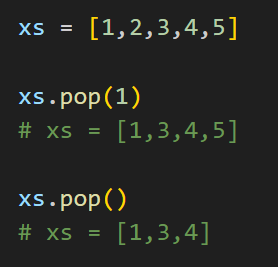 xs = [1,2,3,4,5]
xs.pop(1)
# xs = [1,3,4,5]
xs.pop()
# xs = [1,3,4]